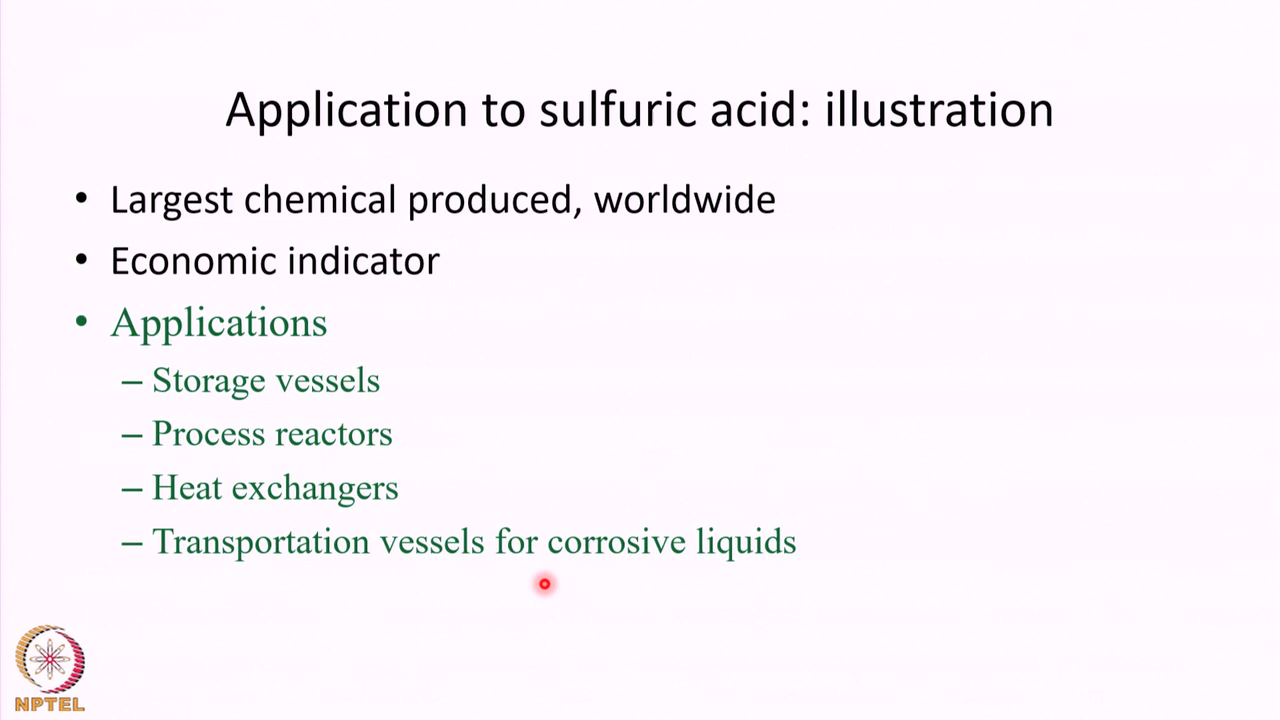 Application to sulfuric acid: illustration
• Largest chemical produced, worldwide
• Economic indicator
• Applications
– Storage vessels
– Process reactors
– Heat exchangers
– Transportation vessels for corrosive liquids
NPTEL